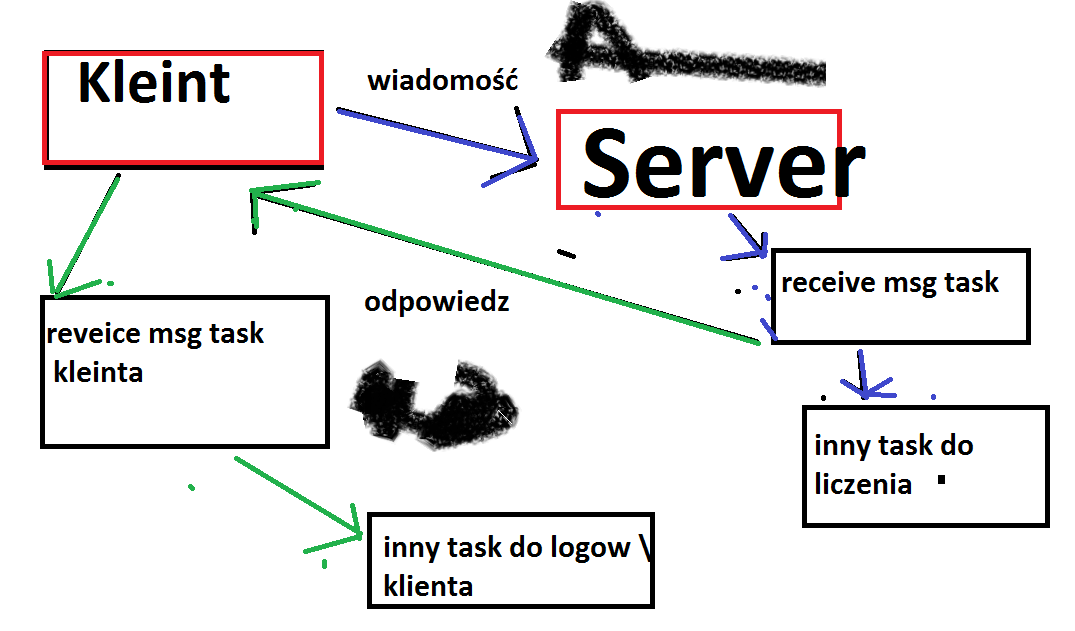 Kleint
wiadomość
Server
receive msg task
odpowiedz
reveice msg task
kleinta
inny task do
liczenia
inny task do logow \
klienta